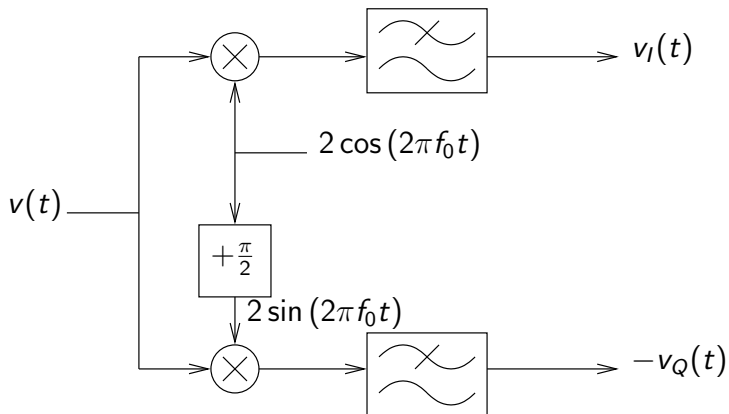 v_I(t)
2 cos (2πf_0t)
v(t)
+π/2
2 sin (2πf_0t)
−v_Q(t)